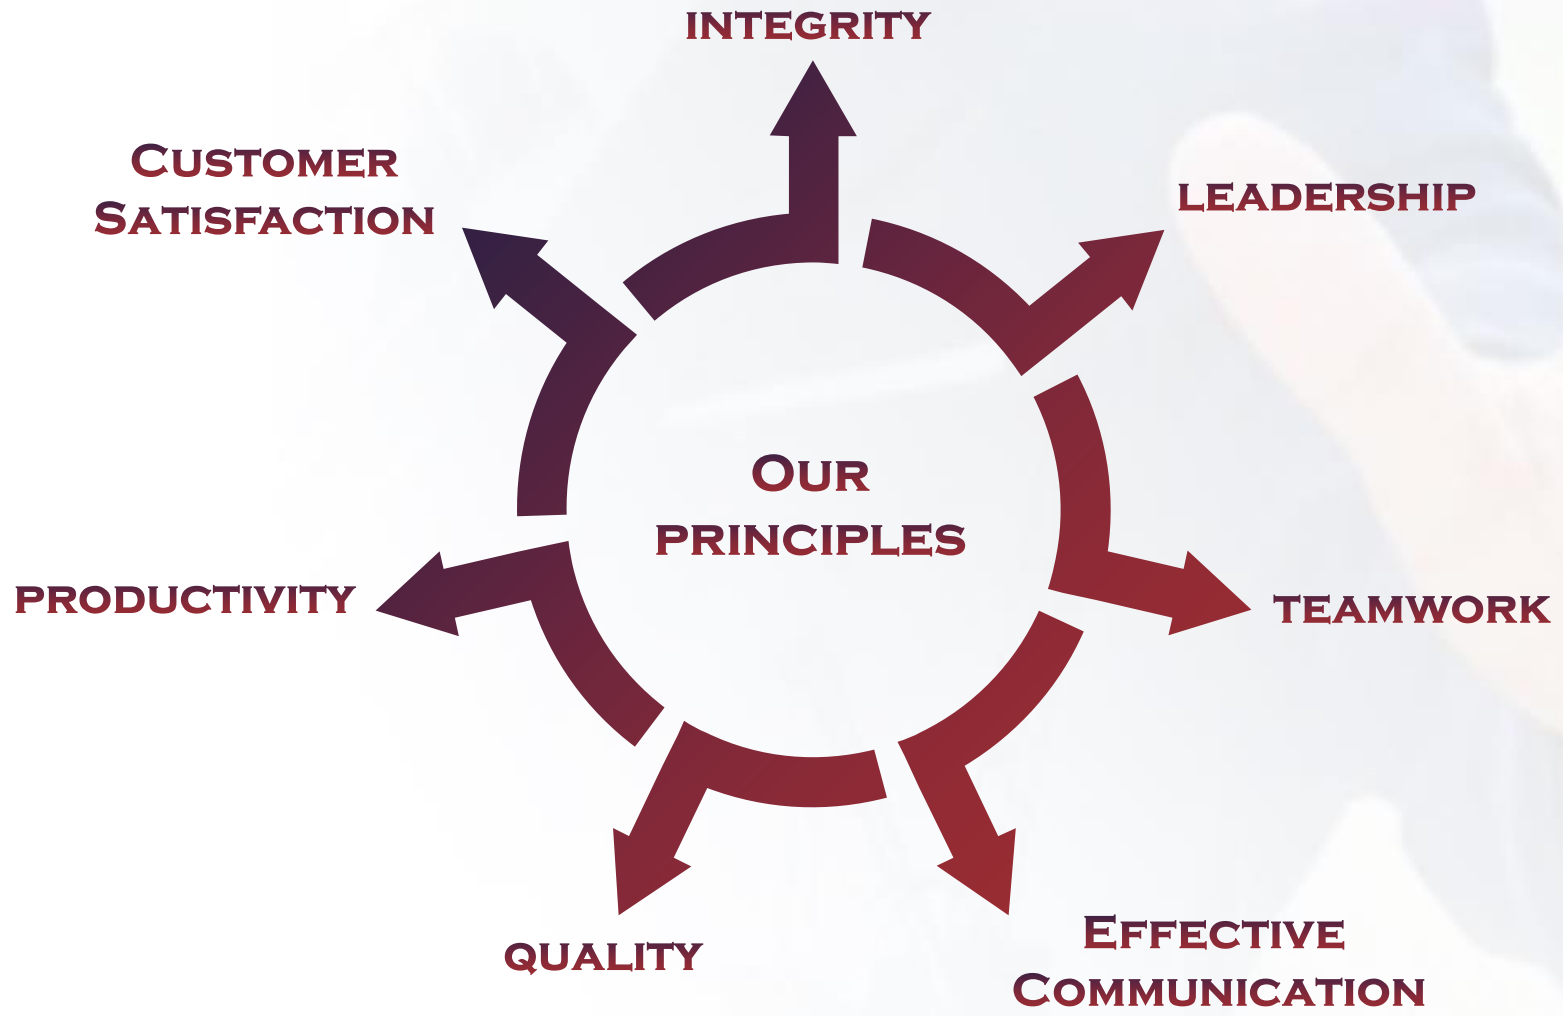 INTEGRITY
CUSTOMER
SATISFACTION
LEADERSHIP
OUR
PRINCIPLES
PRODUCTIVITY
TEAMWORK
QUALITY
EFFECTIVE
COMMUNICATION